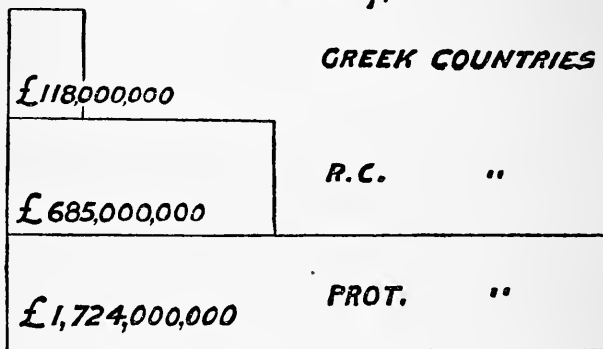 GREEK COUNTRIES
£118,000,000
R.C. "
£685,000,000
PROT. "
£1,724,000,000